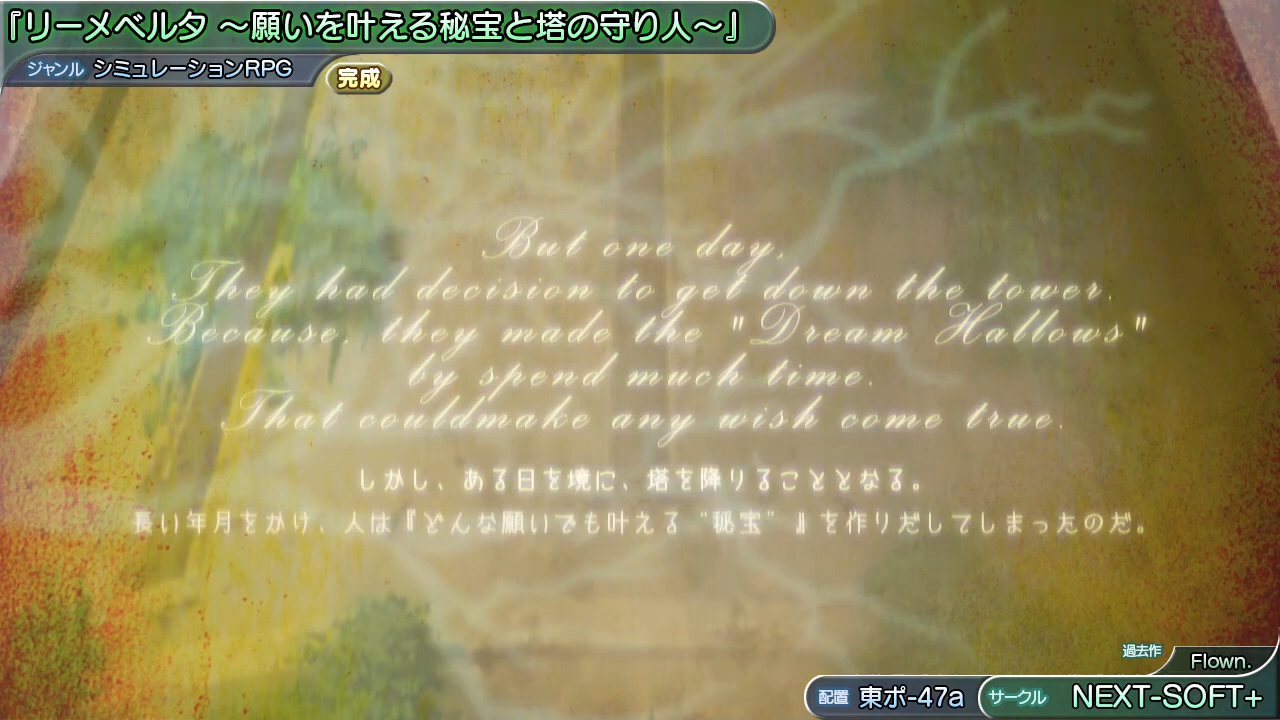 『リーメベルタ ～願いを叶える秘宝と塔の守り人～』
ジャンル シミュレーションRPG
完成
But one day,
They had decision to get down the tower.
Because, they made the "Dream Hallows"
by spend much time.
That couldmake any wish come true.
しかし、ある日を境に、塔を降りることとなる。
長い年月をかけ、人は『どんな願いでも叶える“秘宝”』を作りだしてしまったのだ。
過去作 Flown.
配置 東ポ-47a サークル NEXT-SOFT+